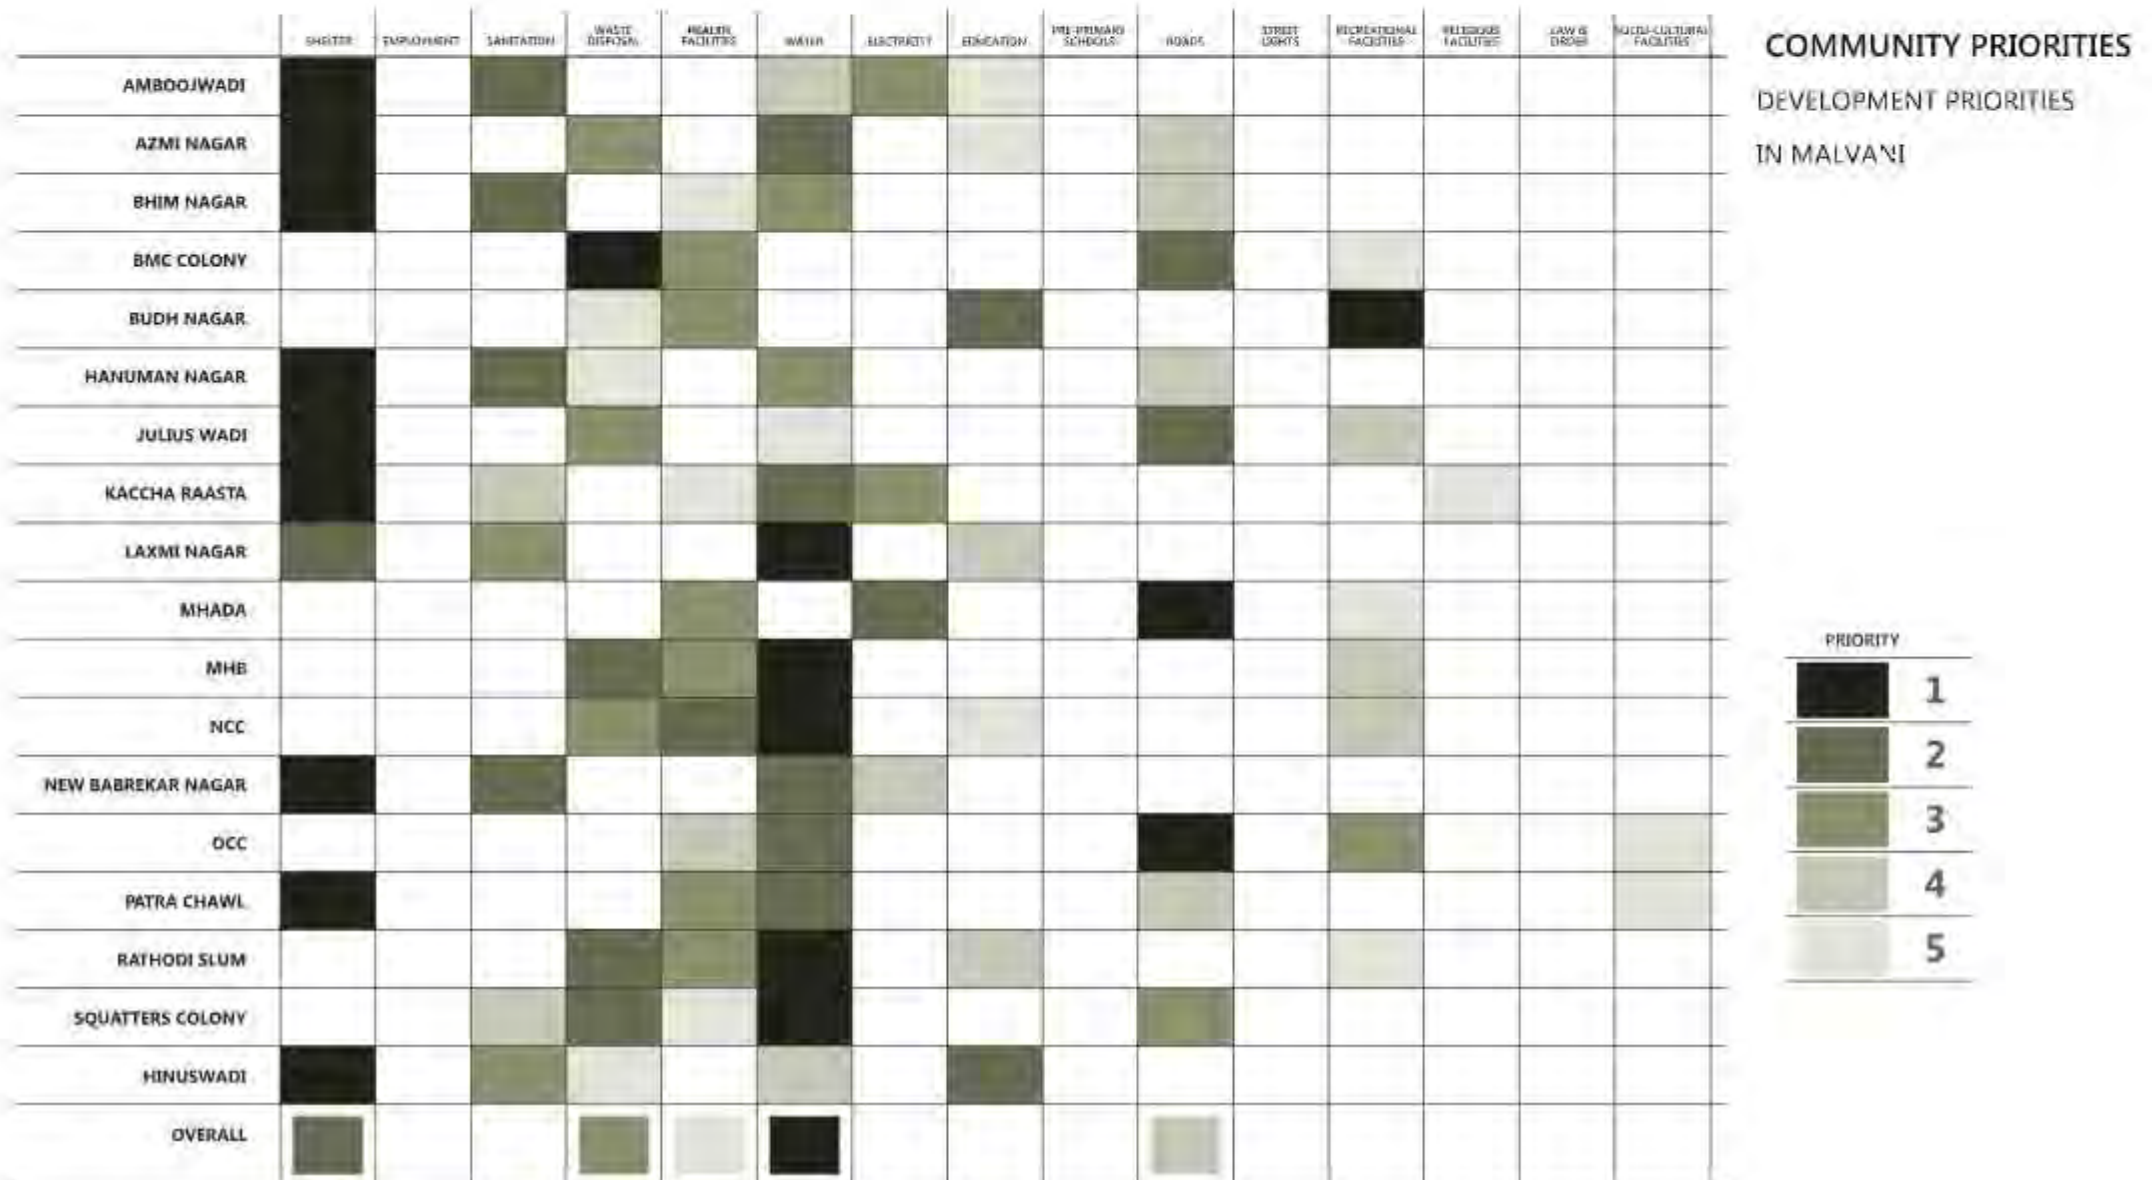 SHELTER EMPLOYMENT SANITATION WASTE DISPOSAL HEALTH FACILITIES WATER ELECTRICITY EDUCATION PRE-PRIMARY SCHOOLS ROADS STREET LIGHTS RECREATIONAL FACILITIES RELIGIOUS FACILITIES LAW & ORDER SOCIO-CULTURAL FACILITIES
COMMUNITY PRIORITIES
DEVELOPMENT PRIORITIES
IN MALVANI
AMBOOJWADI
AZMI NAGAR
BHIM NAGAR
BMC COLONY
BUDH NAGAR
HANUMAN NAGAR
JULIUS WADI
KACCHA RAASTA
LAXMI NAGAR
MHADA
MHB
NCC
NEW BABREKAR NAGAR
OCC
PATRA CHAWL
RATHODI SLUM
SQUATTERS COLONY
HINUSWADI
OVERALL
PRIORITY
1
2
3
4
5